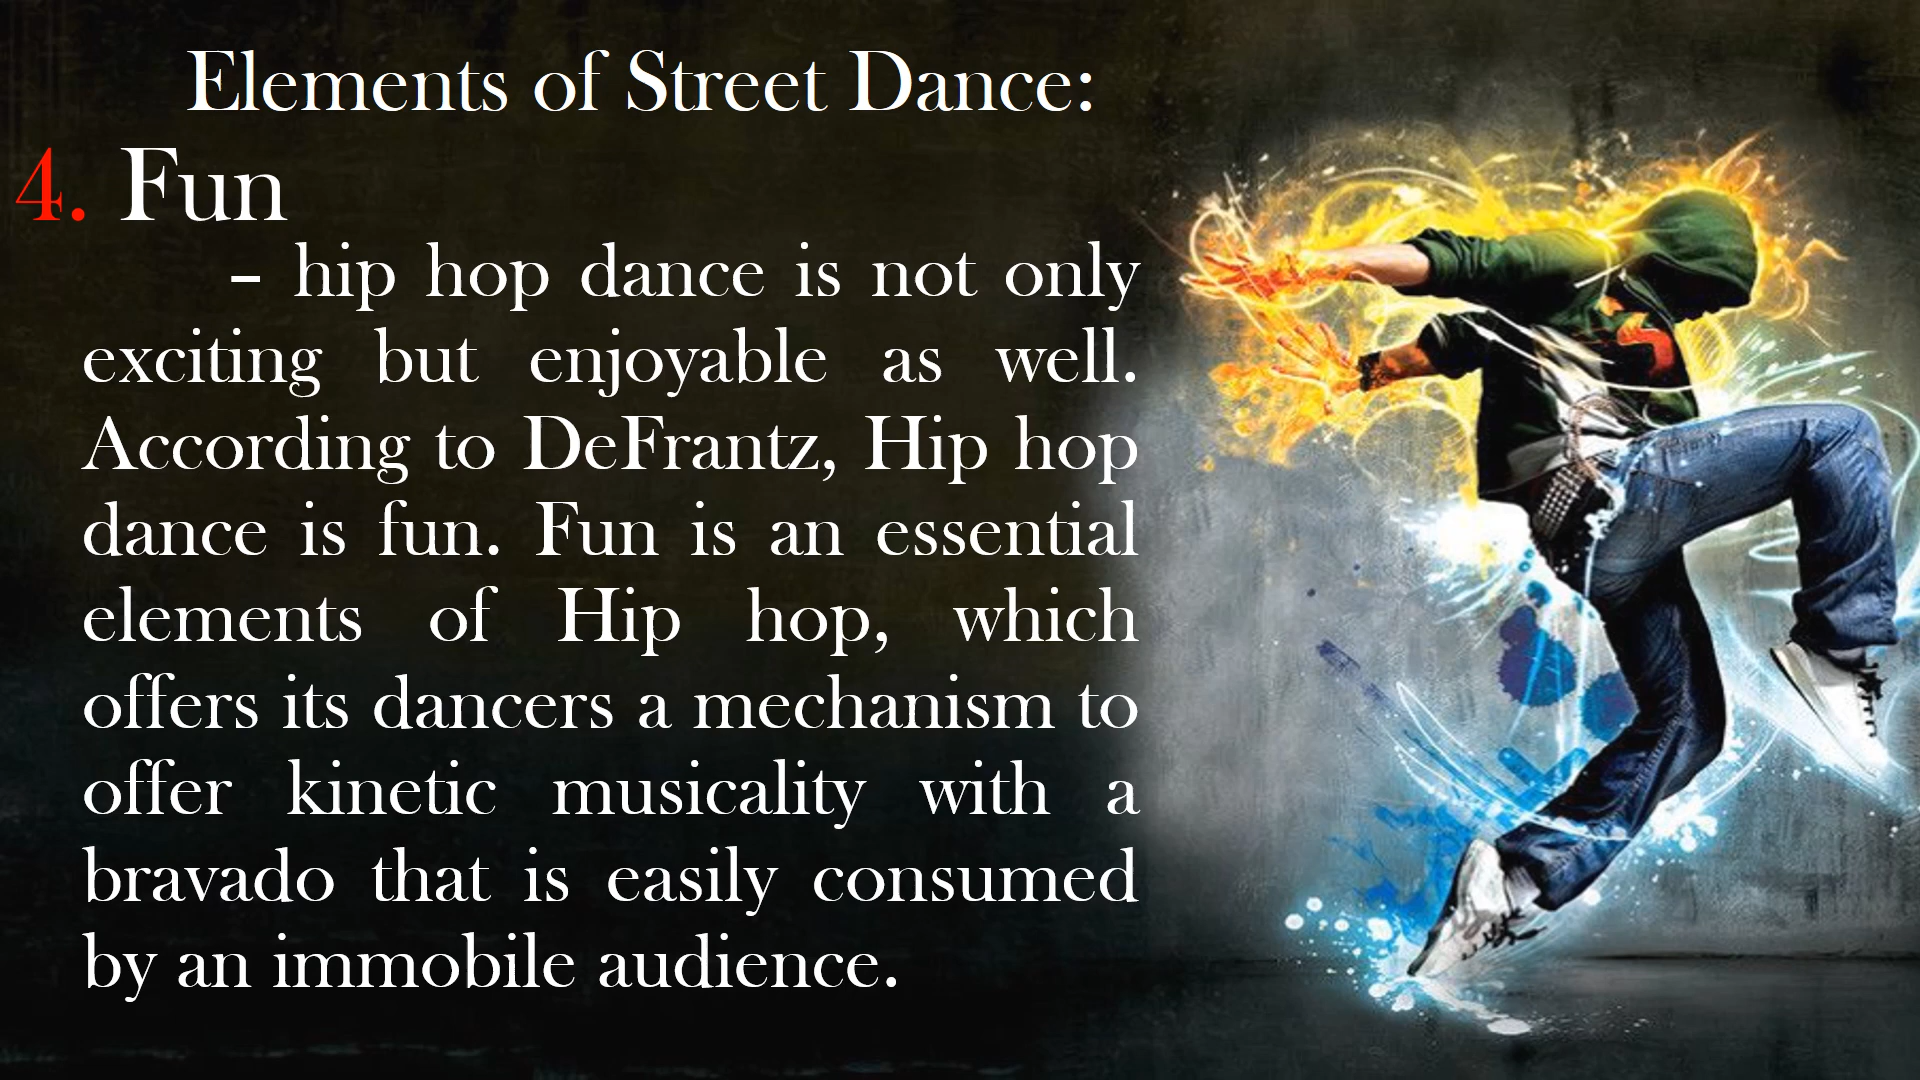 Elements of Street Dance:
4. Fun
– hip hop dance is not only
exciting but enjoyable as well.
According to DeFrantz, Hip hop
dance is fun. Fun is an essential
elements of Hip hop, which
offers its dancers a mechanism to
offer kinetic musicality with a
bravado that is easily consumed
by an immobile audience.